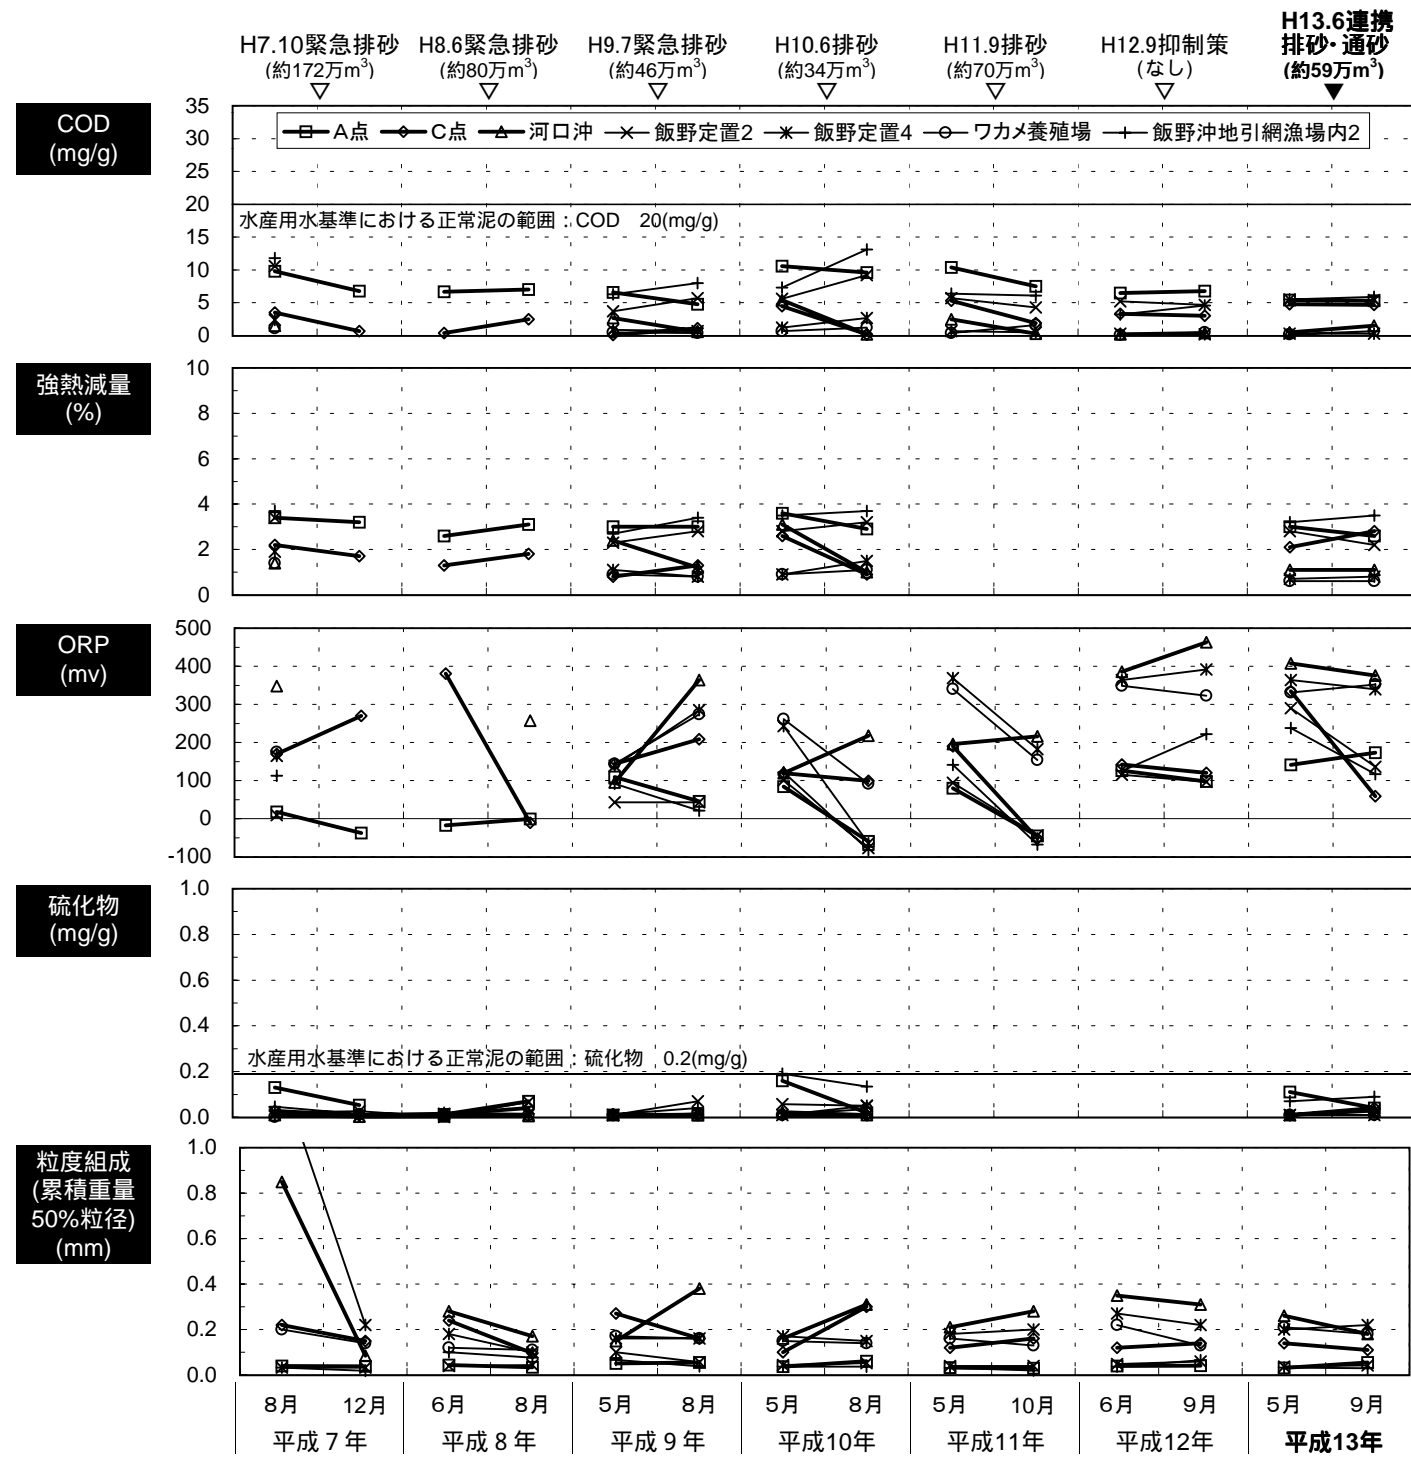 H7.10緊急排砂
(約172万m³)
H8.6緊急排砂
(約80万m³)
H9.7緊急排砂
(約46万m³)
H10.6排砂
(約34万m³)
H11.9排砂
(約70万m³)
H12.9抑制策
(なし)
H13.6連携
排砂・通砂
(約59万m³)
COD
(mg/g)
35
30
25
20
15
10
5
0
A点 C点 河口沖 飯野定置2 飯野定置4 ワカメ養殖場 飯野沖地引網漁場内2
水産用水基準における正常泥の範囲：COD 20(mg/g)
強熱減量
(%)
10
8
6
4
2
0
ORP
(mv)
500
400
300
200
100
0
-100
硫化物
(mg/g)
1.0
0.8
0.6
0.4
0.2
0.0
水産用水基準における正常泥の範囲：硫化物 0.2(mg/g)
粒度組成
(累積重量
50%粒径)
(mm)
1.0
0.8
0.6
0.4
0.2
0.0
8月 12月 6月 8月 5月 8月 5月 8月 5月 10月 6月 9月 5月 9月
平成7年 平成8年 平成9年 平成10年 平成11年 平成12年 平成13年